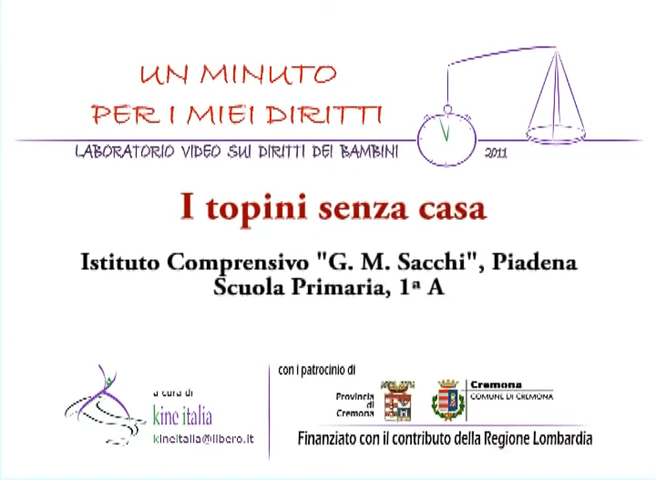 UN MINUTO
PER I MIEI DIRITTI
LABORATORIO VIDEO SUI DIRITTI DEI BAMBINI 2011
I topini senza casa
Istituto Comprensivo "G. M. Sacchi", Piadena
Scuola Primaria, 1ª A
a cura di
kine italia
kineitalia@libero.it
con i patrocinio di
Provincia
di
Cremona
Cremona
COMUNE DI CREMONA
Finanziato con il contributo della Regione Lombardia